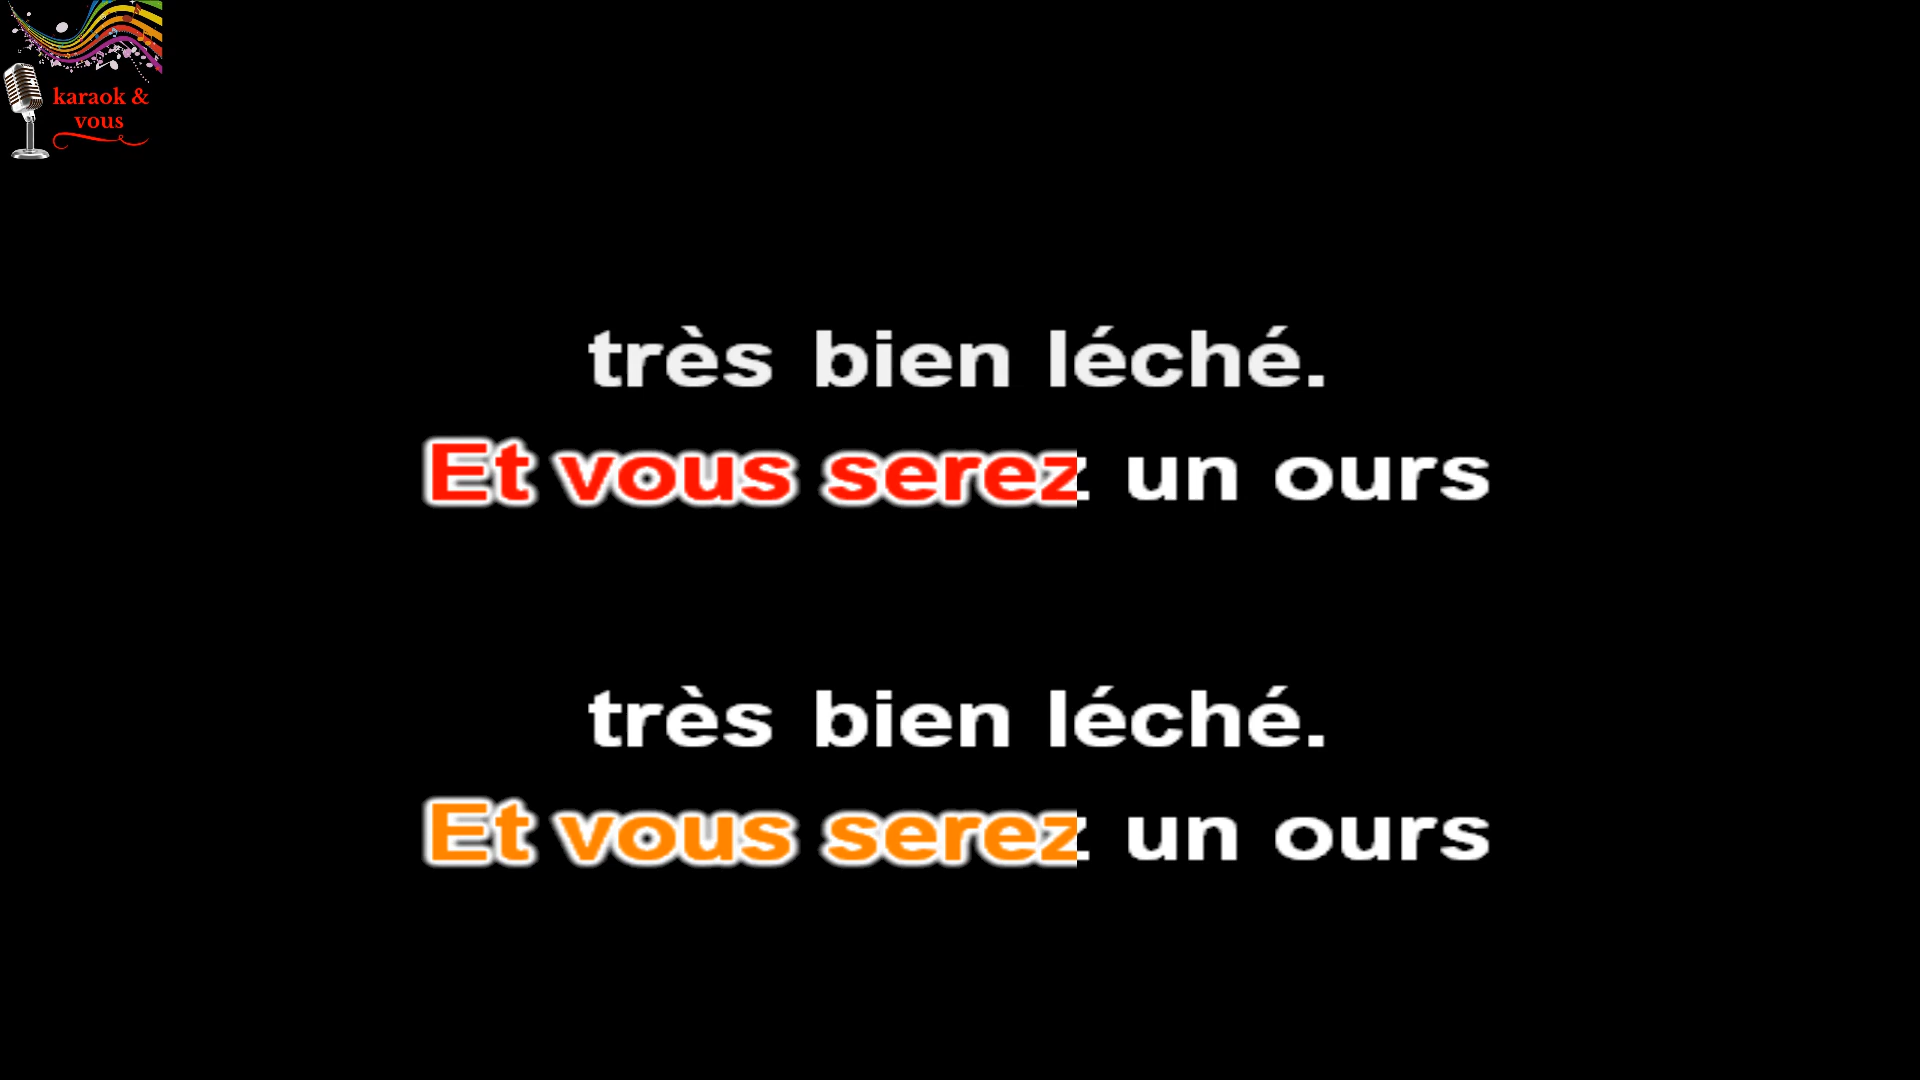 karaok &
vous
très bien léché.
Et vous serez un ours
très bien léché.
Et vous serez un ours